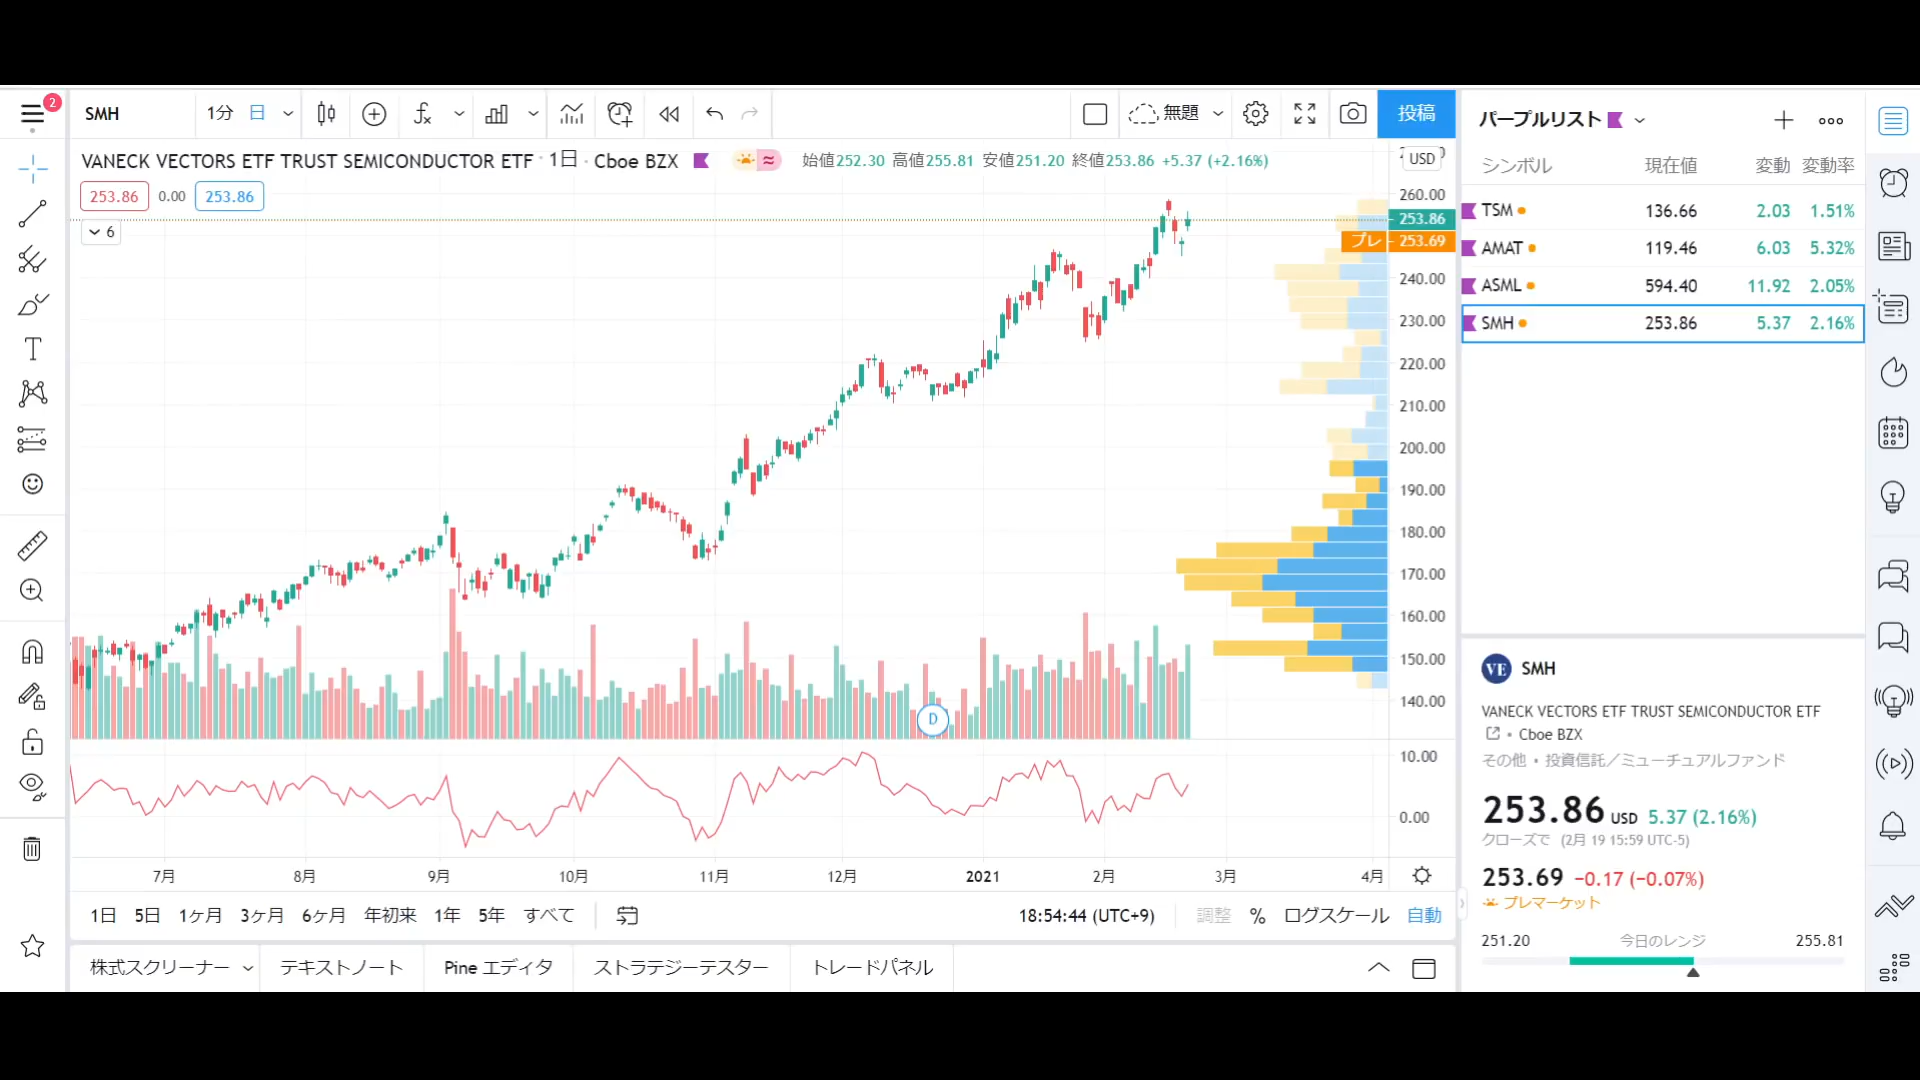 2
SMH
1分 日
無題
投稿
VANECK VECTORS ETF TRUST SEMICONDUCTOR ETF · 1日 · Cboe BZX
始値252.30 高値255.81 安値251.20 終値253.86 +5.37 (+2.16%)
253.86 0.00 253.86
6
USD
260.00
253.86
プレ 253.69
240.00
230.00
220.00
210.00
200.00
190.00
180.00
170.00
160.00
150.00
140.00
D
10.00
0.00
7月 8月 9月 10月 11月 12月 2021 2月 3月 4月
1日 5日 1ヶ月 3ヶ月 6ヶ月 年初来 1年 5年 すべて
18:54:44 (UTC+9) 調整 % ログスケール 自動
株式スクリーナー テキストノート Pine エディタ ストラテジーテスター トレードパネル
パープルリスト
シンボル 現在値 変動 変動率
TSM 136.66 2.03 1.51%
AMAT 119.46 6.03 5.32%
ASML 594.40 11.92 2.05%
SMH 253.86 5.37 2.16%
VE SMH
VANECK VECTORS ETF TRUST SEMICONDUCTOR ETF
• Cboe BZX
その他 • 投資信託／ミューチュアルファンド
253.86 USD 5.37 (2.16%)
クローズで (2月 19 15:59 UTC-5)
253.69 −0.17 (−0.07%)
プレマーケット
251.20 今日のレンジ 255.81